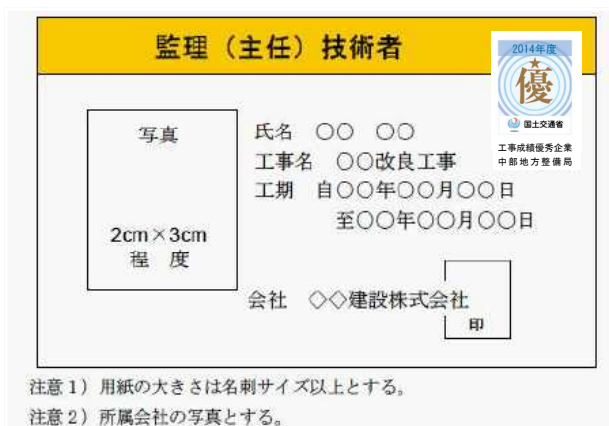 監理（主任）技術者
2014年度
優
国土交通省
工事成績優秀企業
中部地方整備局
写真
2cm×3cm
程 度
氏名 〇〇 〇〇
工事名 〇〇改良工事
工期 自〇〇年〇〇月〇〇日
至〇〇年〇〇月〇〇日
会社 ◇◇建設株式会社
印
注意1）用紙の大きさは名刺サイズ以上とする。
注意2）所属会社の写真とする。